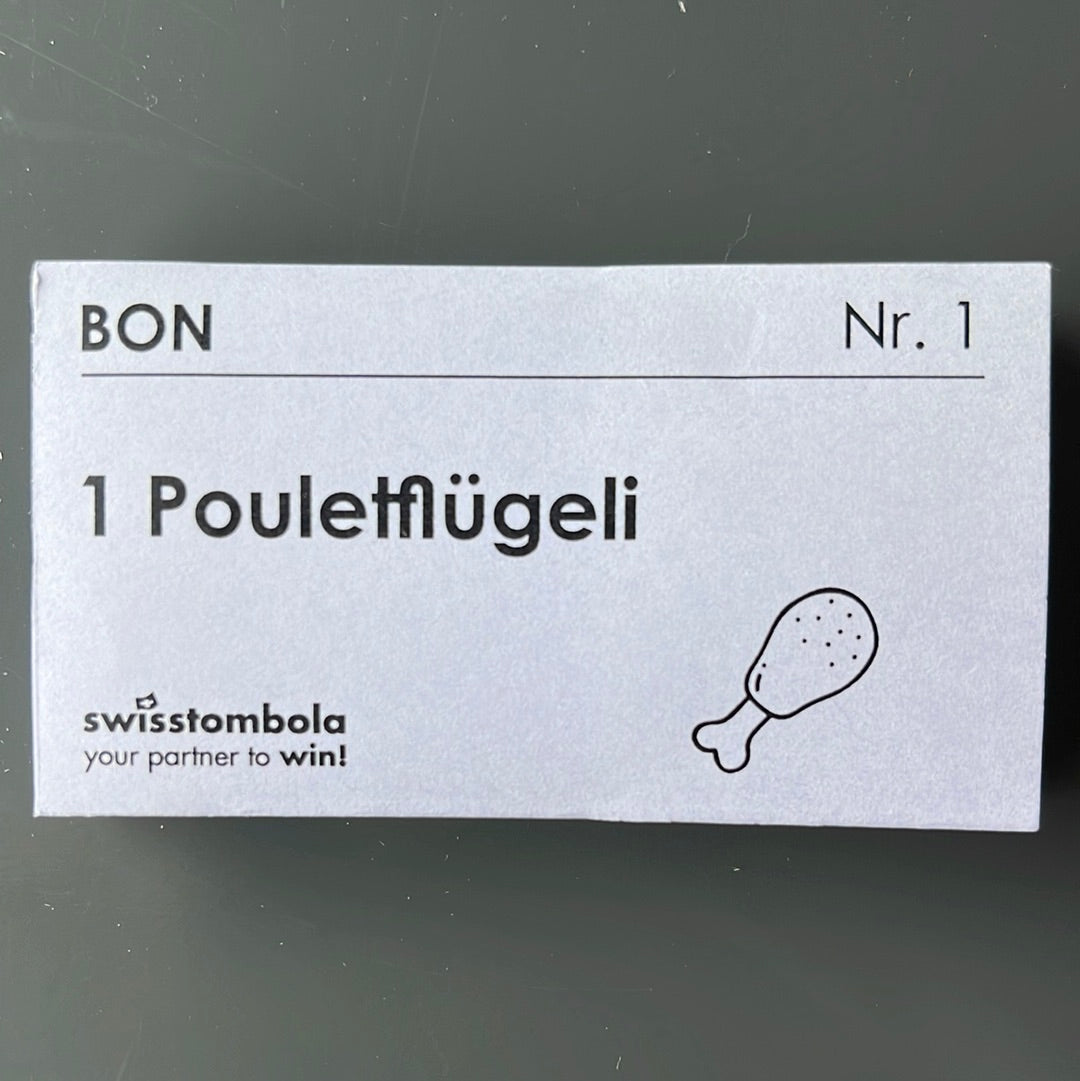 BON Nr. 1
1 Pouletflügeli
swisstombola
your partner to win!